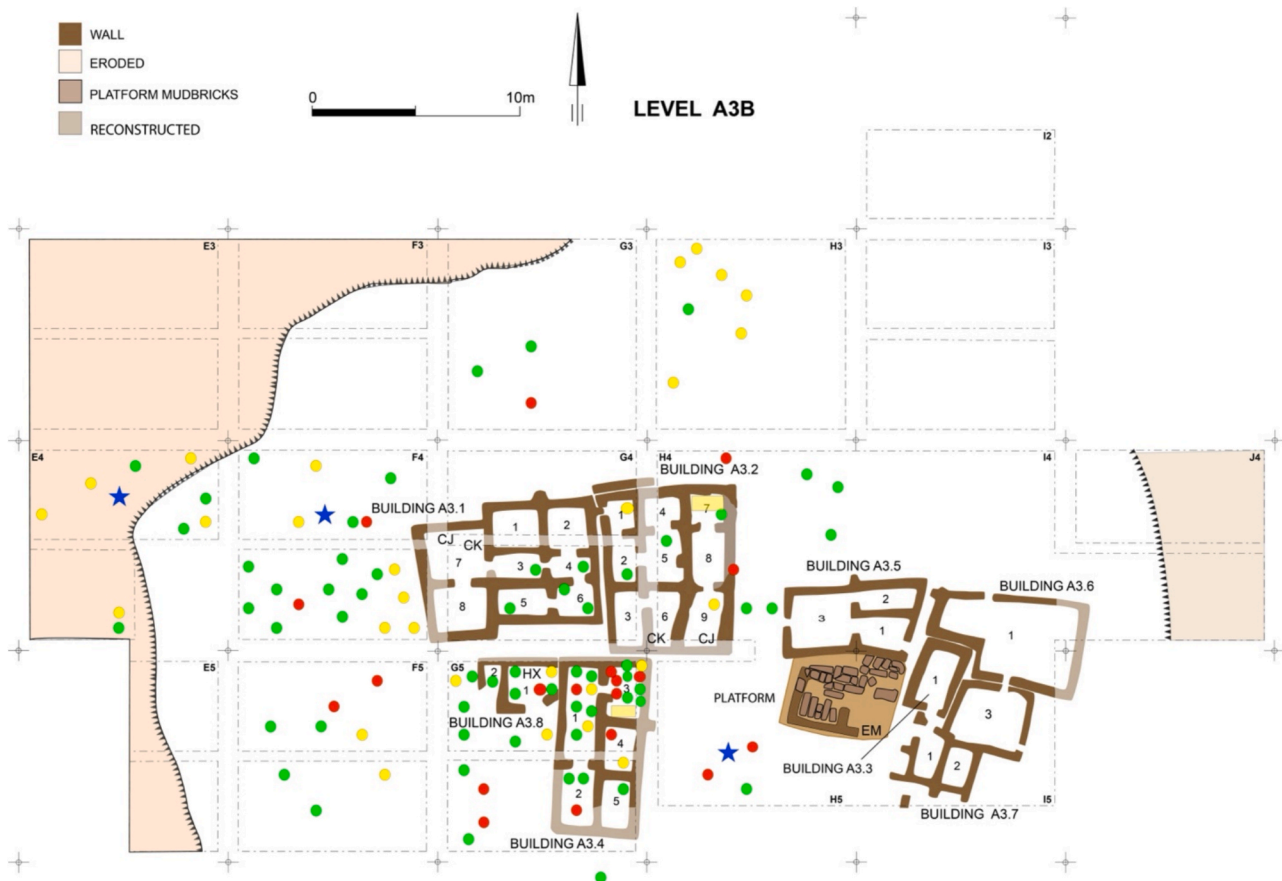 WALL
ERODED
PLATFORM MUDBRICKS
RECONSTRUCTED
0 10m
LEVEL A3B
I2
E3 F3 G3 H3 I3
E4 F4 G4 H4 I4 J4
BUILDING A3.2
BUILDING A3.1
1 2 1 4 7
CJ CK
7 3 4 2 5 8
8 5 6 3 6 9
CK CJ
BUILDING A3.5
BUILDING A3.6
2
3 1 1
E5 F5 G5
2 HX
1 3
1
BUILDING A3.8
1
4
2 5
BUILDING A3.4
PLATFORM
EM
1
3
1 2
BUILDING A3.3
H5 I5
BUILDING A3.7